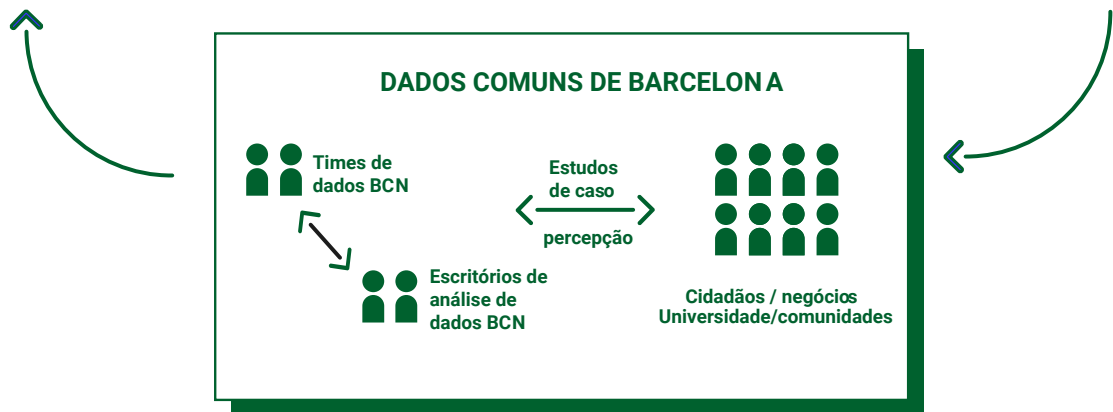 DADOS COMUNS DE BARCELONA
Times de
dados BCN
Estudos
de caso
percepção
Escritórios de
análise de
dados BCN
Cidadãos / negócios
Universidade/comunidades